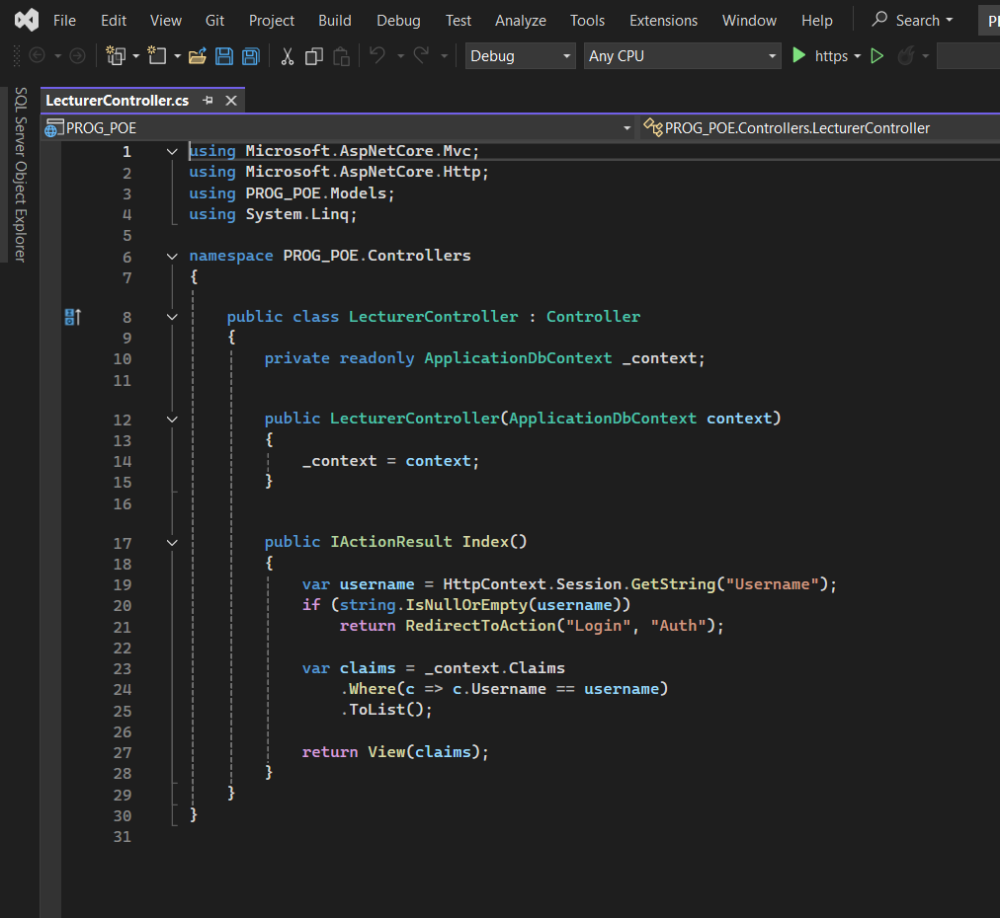 File Edit View Git Project Build Debug Test Analyze Tools Extensions Window Help Search
Debug Any CPU https
SQL Server Object Explorer
LecturerController.cs
PROG_POE PROG_POE.Controllers.LecturerController
1 using Microsoft.AspNetCore.Mvc;
2 using Microsoft.AspNetCore.Http;
3 using PROG_POE.Models;
4 using System.Linq;
5
6 namespace PROG_POE.Controllers
7 {
8 public class LecturerController : Controller
9 {
10 private readonly ApplicationDbContext _context;
11
12 public LecturerController(ApplicationDbContext context)
13 {
14 _context = context;
15 }
16
17 public IActionResult Index()
18 {
19 var username = HttpContext.Session.GetString("Username");
20 if (string.IsNullOrEmpty(username))
21 return RedirectToAction("Login", "Auth");
22
23 var claims = _context.Claims
24 .Where(c => c.Username == username)
25 .ToList();
26
27 return View(claims);
28 }
29 }
30 }
31